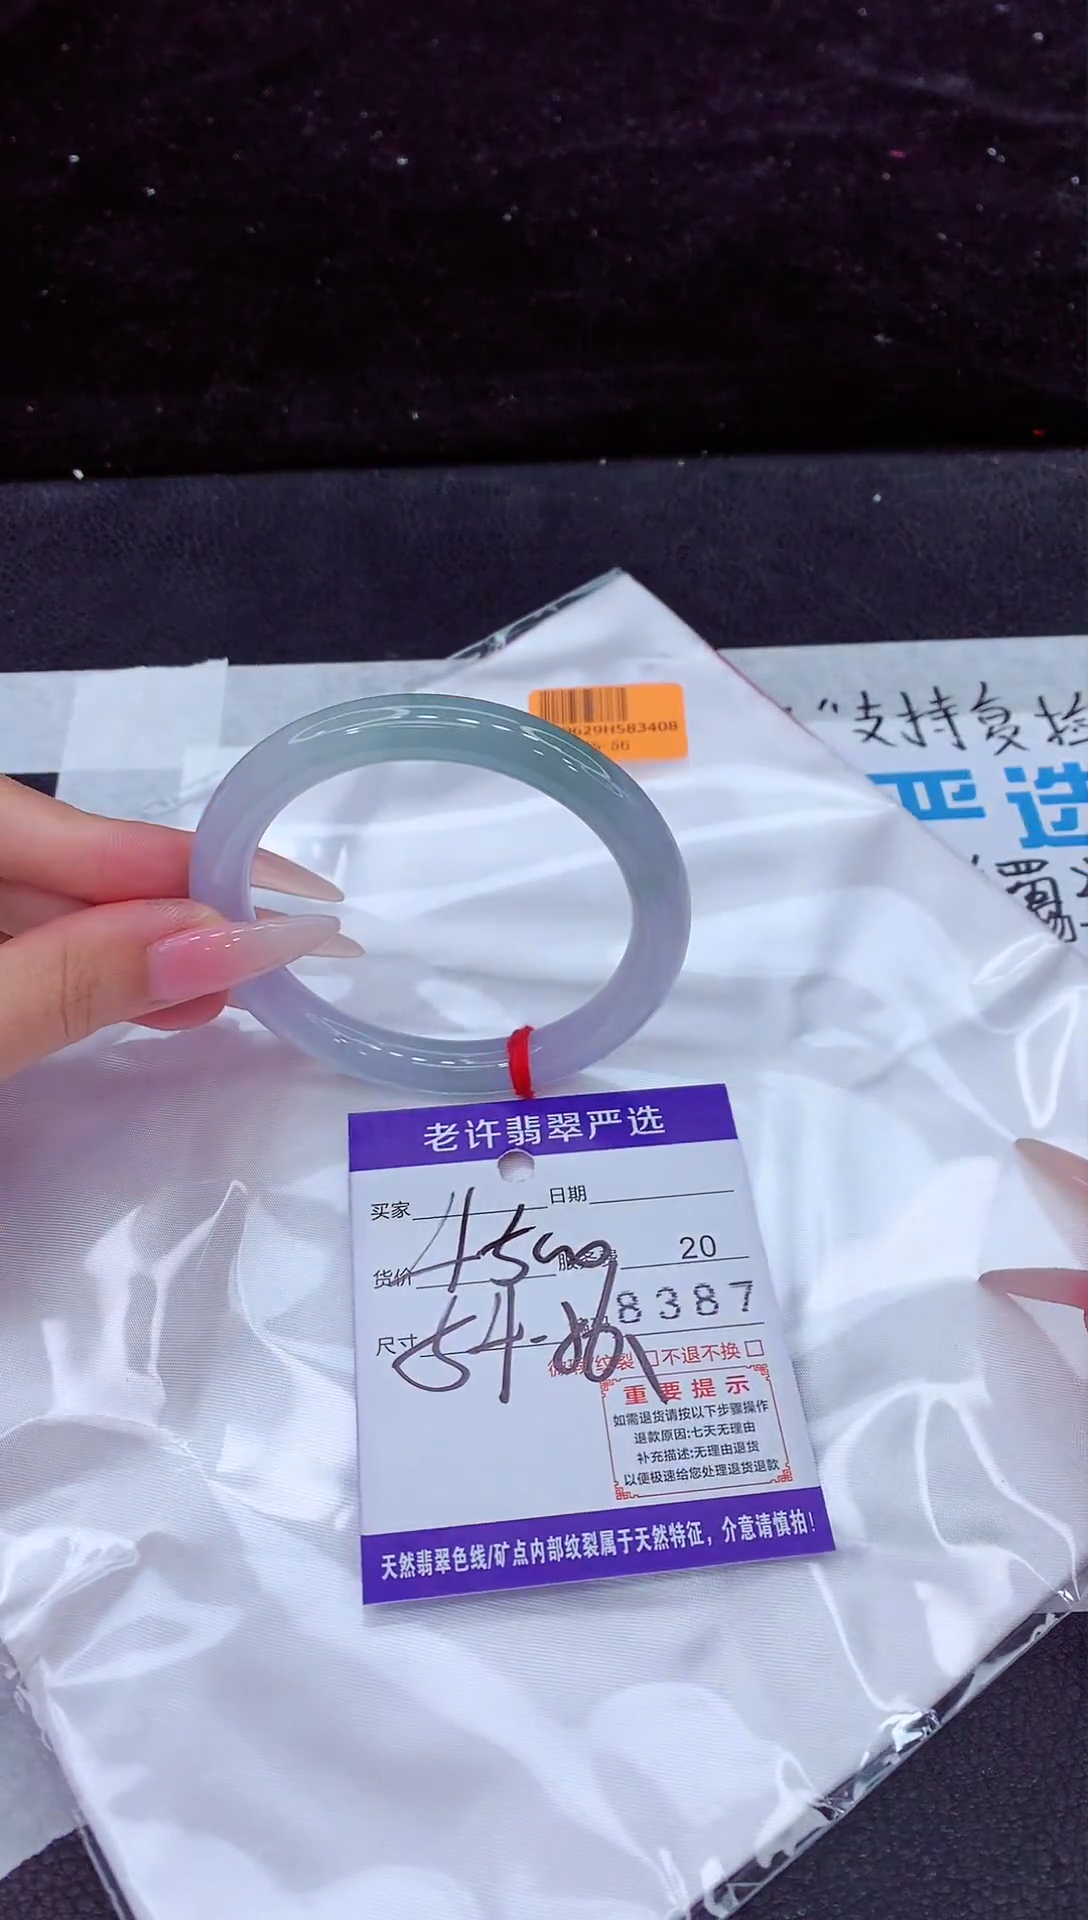 "支持复检
629H583408
56
严选
老许翡翠严选
买家 日期
4500
货价 20
尺寸 54- 8387
纹裂 □不退不换□
重要提示
如需退货请按以下步骤操作
退款原因:七天无理由
补充描述:无理由退货
以便极速给您处理退货退款
天然翡翠色线/矿点内部纹裂属于天然特征，介意请慎拍！